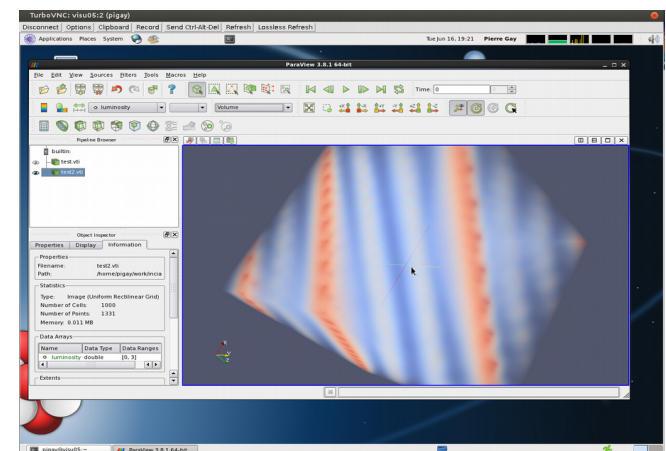 TurboVNC: visu05:2 (pigay)
Disconnect Options Clipboard Record Send Ctrl-Alt-Del Refresh Lossless Refresh
Applications Places System Tue Jun 16, 19:21 Pierre Gay
ParaView 3.8.1 64-bit
File Edit View Sources Filters Tools Macros Help
Time: 0
luminosity Volume
Pipeline Browser
builtin:
test.vti
test2.vti
Object Inspector
Properties Display Information
Properties
Filename: test2.vti
Path: /home/pigay/work/incia
Statistics
Type: Image (Uniform Rectilinear Grid)
Number of Cells: 1000
Number of Points: 1331
Memory: 0.011 MB
Data Arrays
Name Data Type Data Ranges
luminosity double [0, 3]
Extents
pigay@visu05:~ ParaView 3.8.1 64-bit